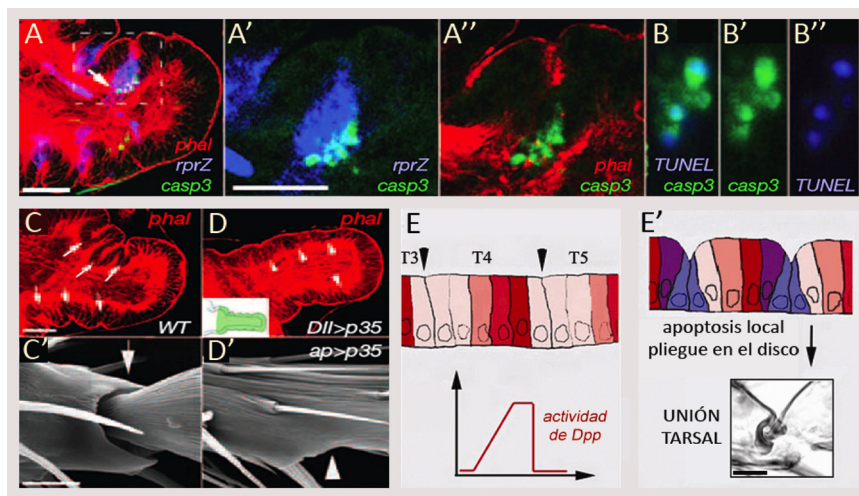 A
phal
rprZ
casp3
A'
rprZ
casp3
A''
phal
casp3
B
TUNEL
casp3
B'
casp3
B''
TUNEL
C
phal
WT
D
phal
Dll>p35
C'
D'
ap>p35
E
T3 T4 T5
actividad
de Dpp
E'
apoptosis local
pliegue en el disco
UNIÓN
TARSAL